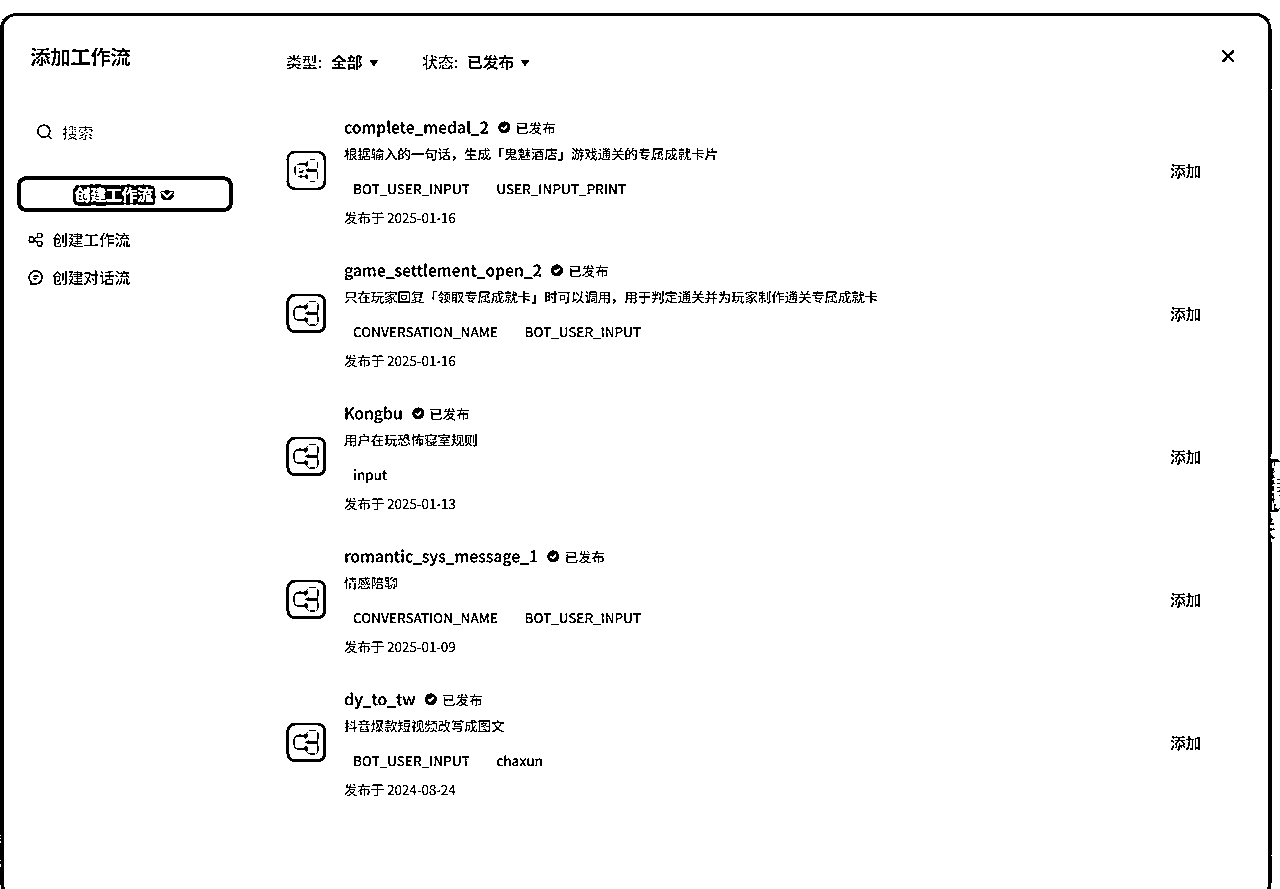 添加工作流
类型: 全部
状态: 已发布
搜索
创建工作流
创建工作流
创建对话流
complete_medal_2 已发布
根据输入的一句话，生成「鬼魅酒店」游戏通关的专属成就卡片
BOT_USER_INPUT USER_INPUT_PRINT
发布于 2025-01-16
添加
game_settlement_open_2 已发布
只在玩家回复「领取专属成就卡」时可以调用，用于判定通关并为玩家制作通关专属成就卡
CONVERSATION_NAME BOT_USER_INPUT
发布于 2025-01-16
添加
Kongbu 已发布
用户在玩恐怖寝室规则
input
发布于 2025-01-13
添加
romantic_sys_message_1 已发布
情感陪聊
CONVERSATION_NAME BOT_USER_INPUT
发布于 2025-01-09
添加
dy_to_tw 已发布
抖音爆款短视频改写成图文
BOT_USER_INPUT chaxun
发布于 2024-08-24
添加